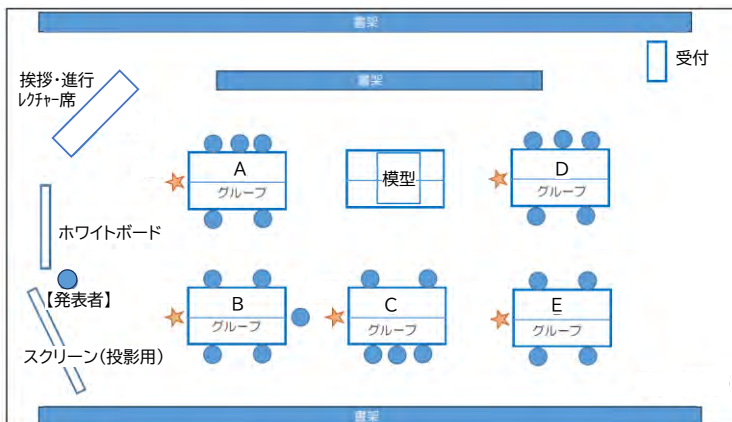 書架
受付
挨拶・進行
ﾚｸﾁｬｰ席
書架
A
グループ
模型
D
グループ
ホワイトボード
【発表者】
B
グループ
C
グループ
E
グループ
スクリーン(投影用)
書架